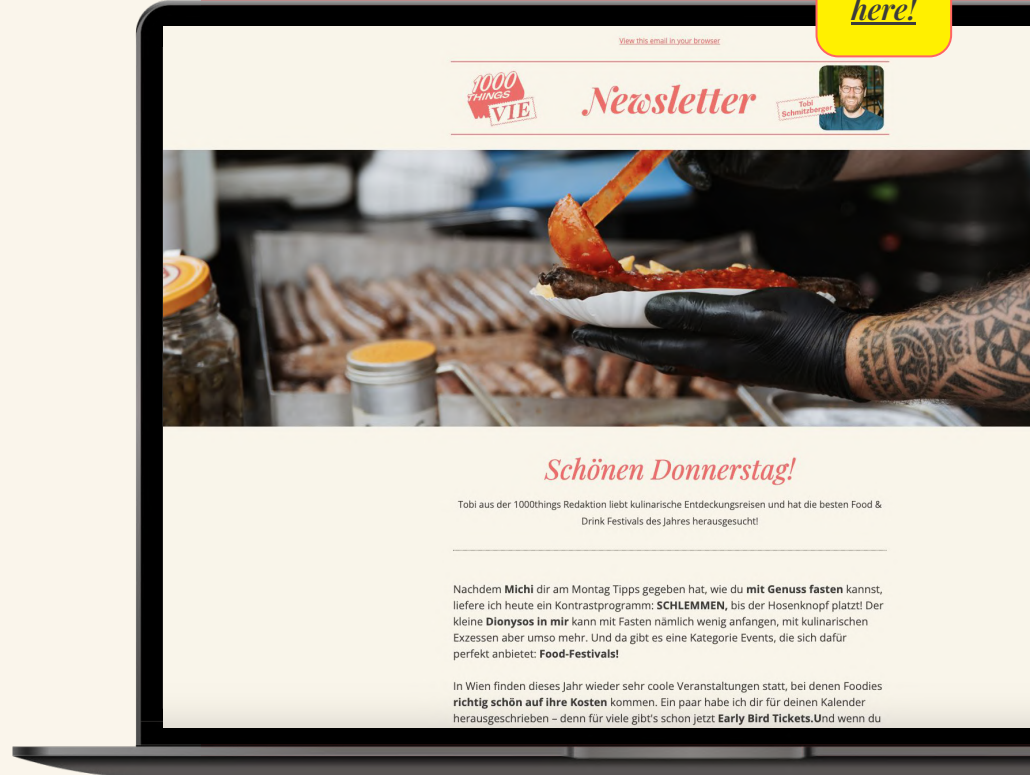 here!
View this email in your browser
1000
THINGS
VIE
Newsletter
Tobi
Schmitzberger
Schönen Donnerstag!
Tobi aus der 1000things Redaktion liebt kulinarische Entdeckungsreisen und hat die besten Food &
Drink Festivals des Jahres herausgesucht!
Nachdem Michi dir am Montag Tipps gegeben hat, wie du mit Genuss fasten kannst,
liefere ich heute ein Kontrastprogramm: SCHLEMMEN, bis der Hosenknopf platzt! Der
kleine Dionysos in mir kann mit Fasten nämlich wenig anfangen, mit kulinarischen
Exzessen aber umso mehr. Und da gibt es eine Kategorie Events, die sich dafür
perfekt anbietet: Food-Festivals!
In Wien finden dieses Jahr wieder sehr coole Veranstaltungen statt, bei denen Foodies
richtig schön auf ihre Kosten kommen. Ein paar habe ich dir für deinen Kalender
herausgeschrieben – denn für viele gibt's schon jetzt Early Bird Tickets.Und wenn du